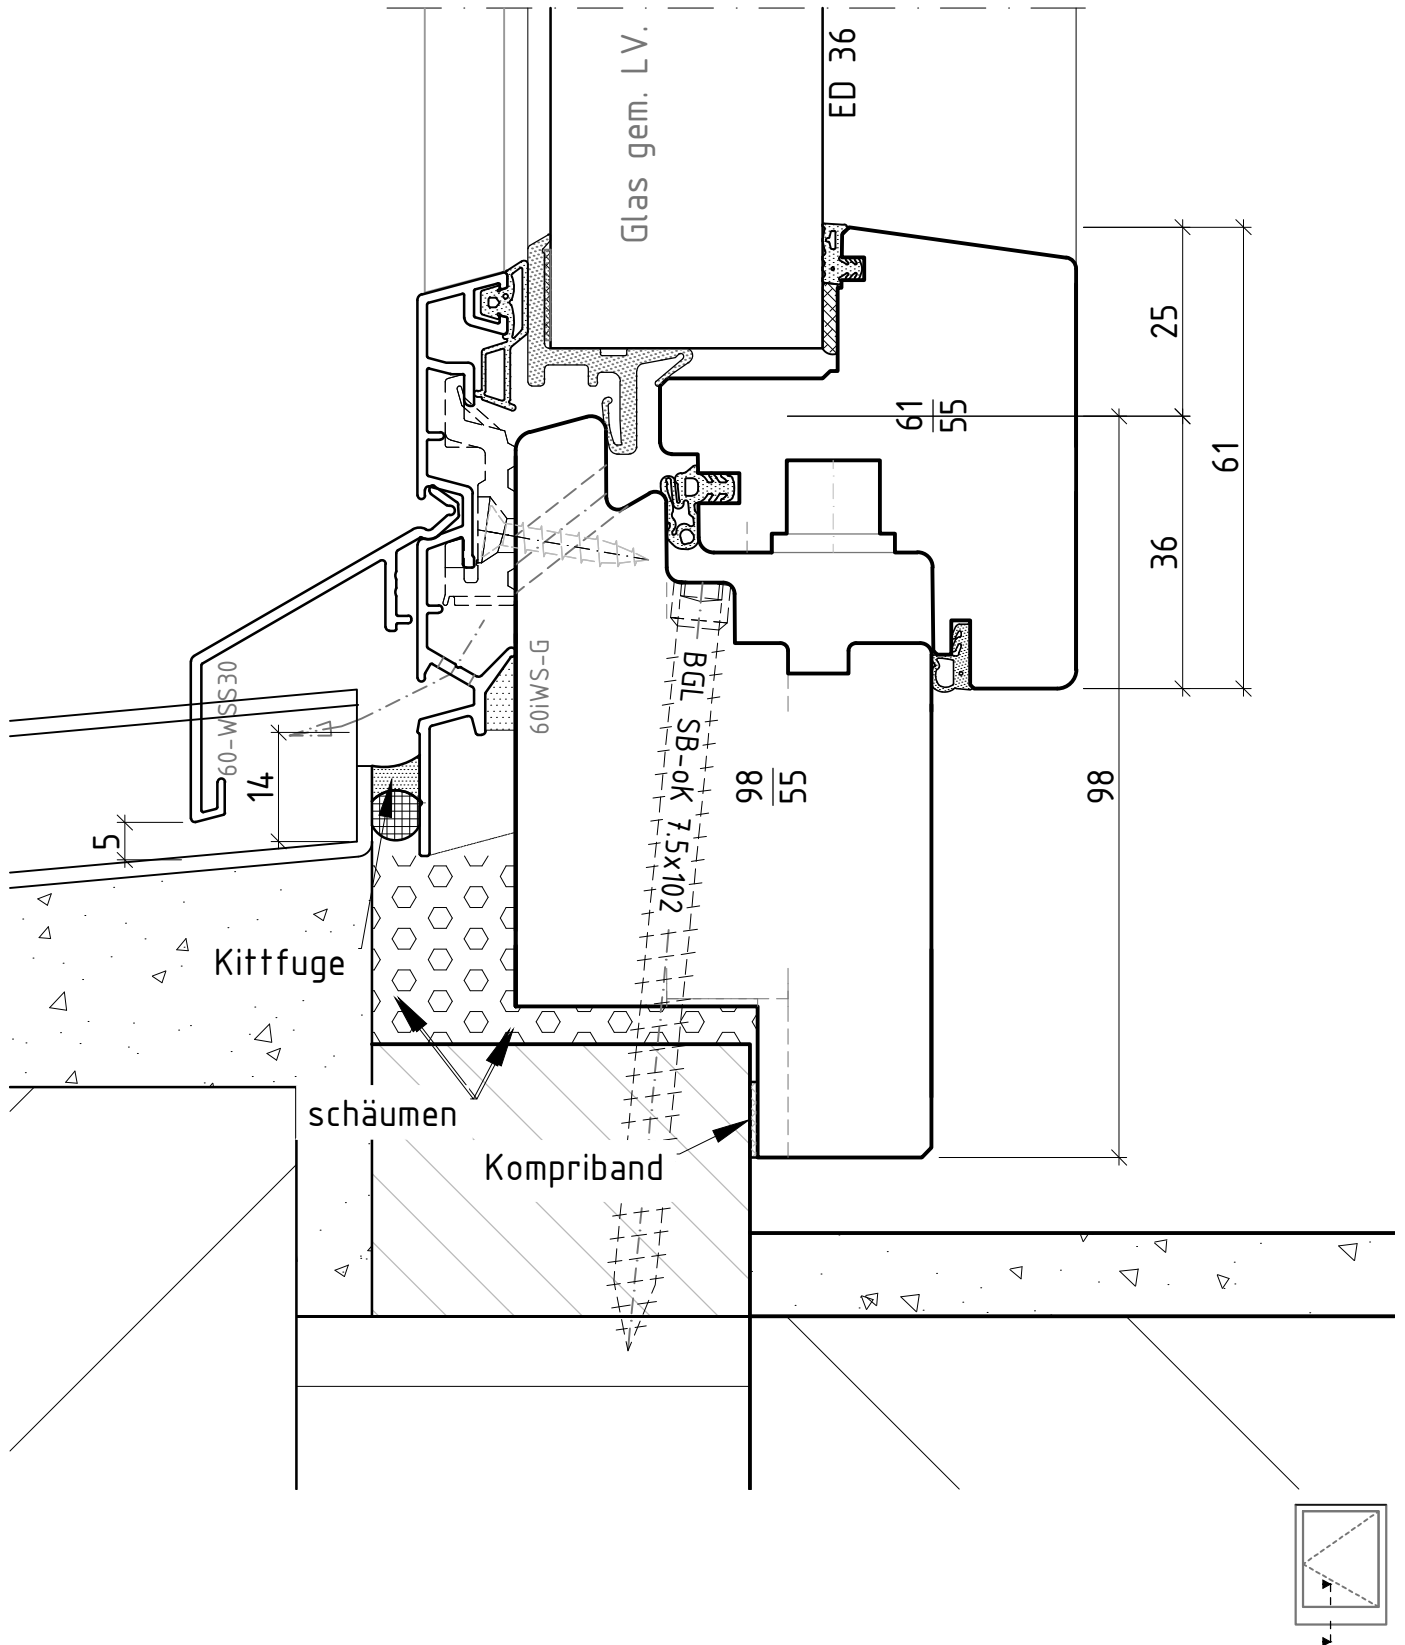 Glas gem. LV.
ED 36
25
61
55
61
36
60iWS-G
60-WSS30
BGL SB-oK 7.5x102
14
98
55
98
5
Kittfuge
schäumen
Kompriband